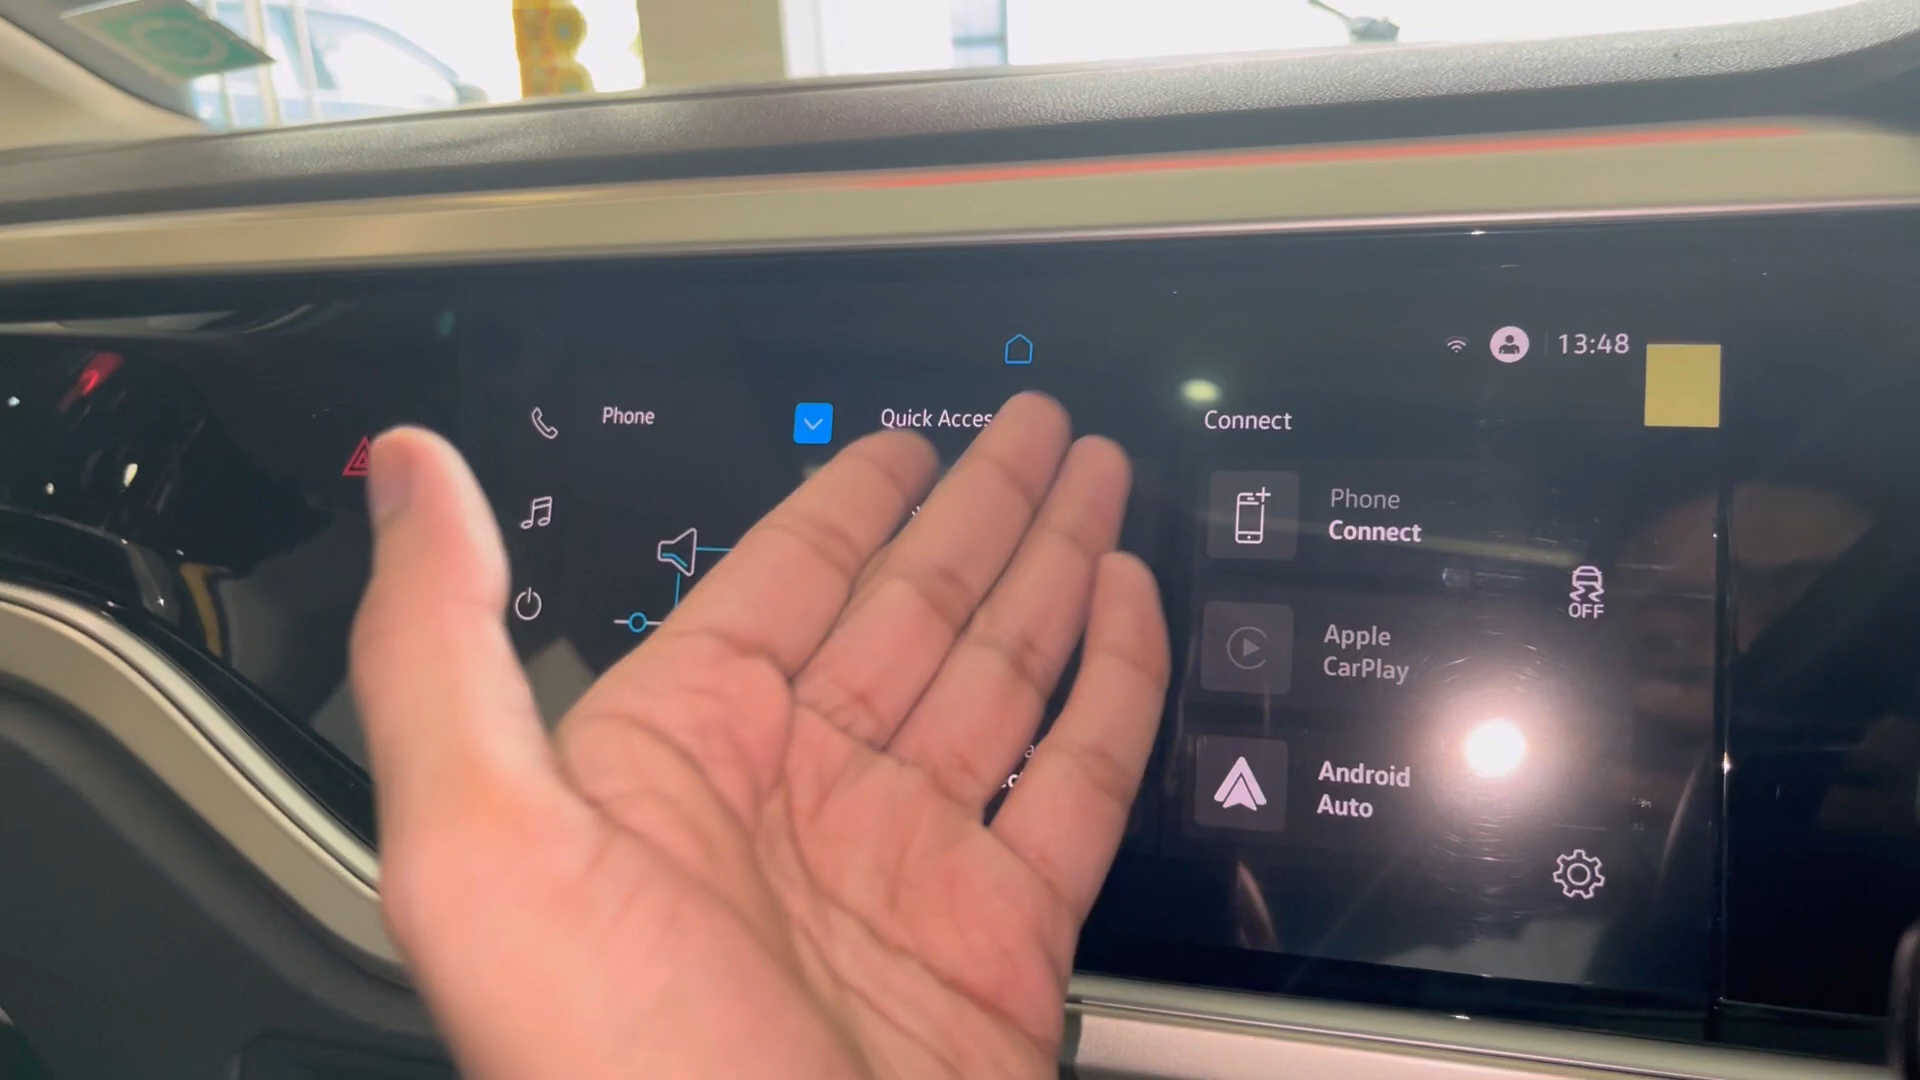 13:48
Phone
Quick Acces
Connect
Phone
Connect
OFF
Apple
CarPlay
Android
Auto